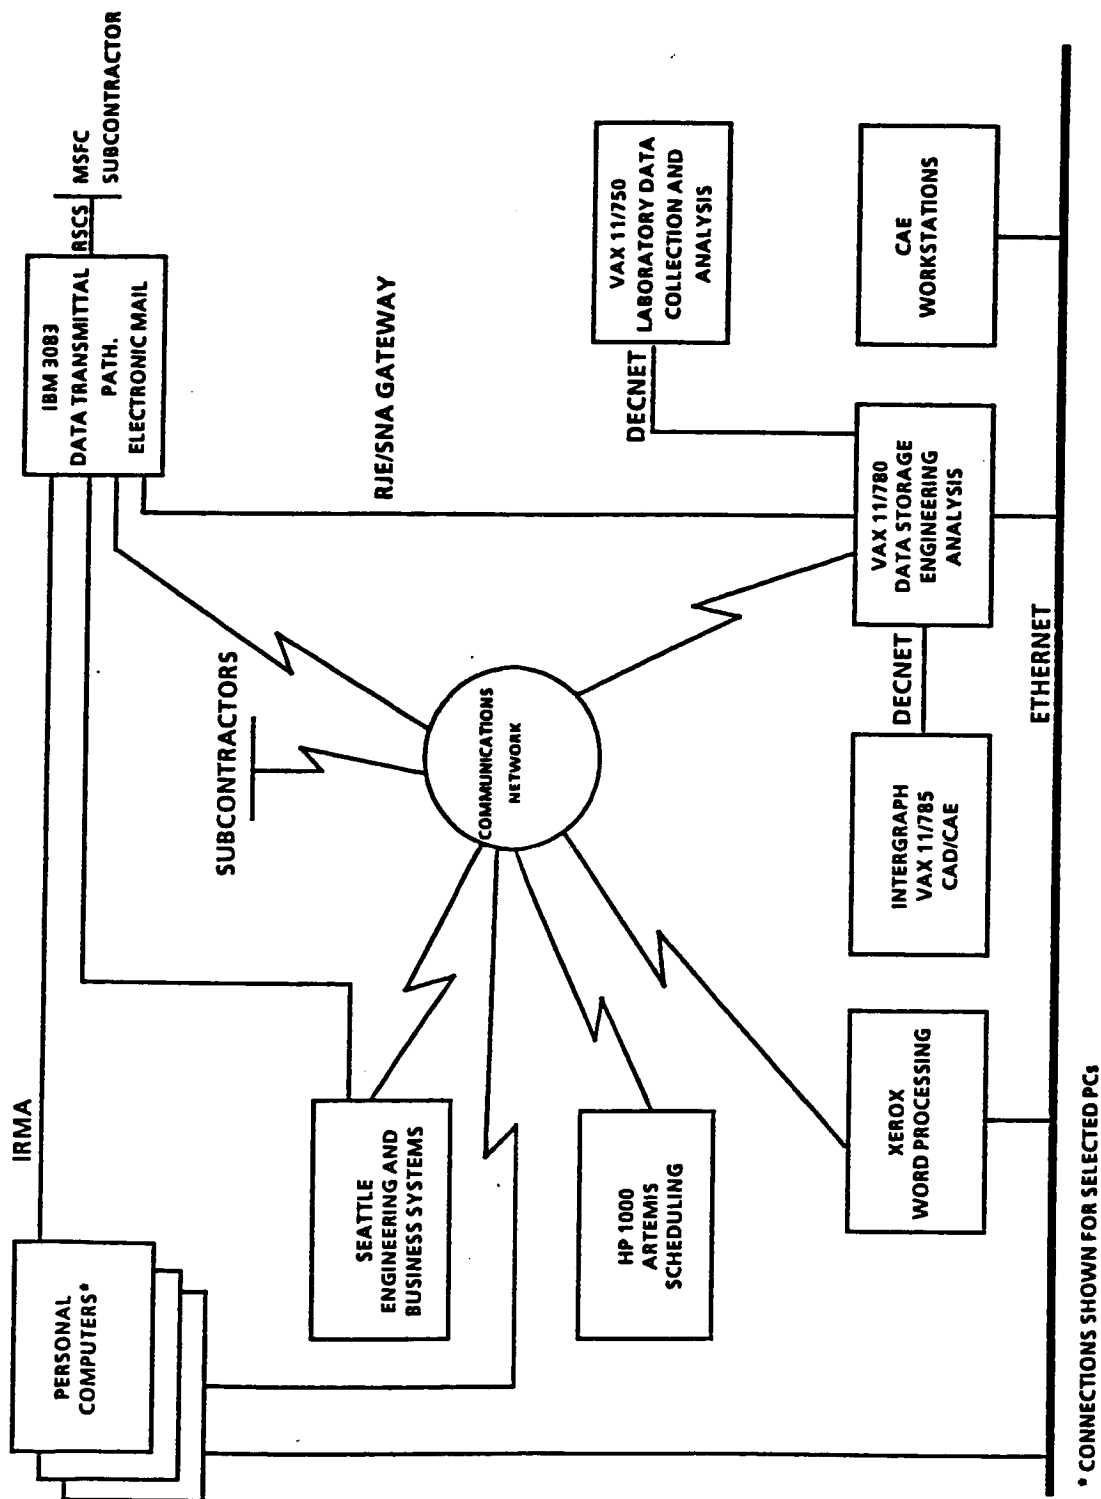 IRMA
PERSONAL
COMPUTERS*
IBM 3083
DATA TRANSMITTAL
PATH.
ELECTRONIC MAIL
RSCS
MSFC
SUBCONTRACTOR
SUBCONTRACTORS
RJE/SNA GATEWAY
SEATTLE
ENGINEERING AND
BUSINESS SYSTEMS
COMMUNICATIONS
NETWORK
HP 1000
ARTEMIS
SCHEDULING
VAX 11/750
LABORATORY DATA
COLLECTION AND
ANALYSIS
DECNET
XEROX
WORD PROCESSING
INTERGRAPH
VAX 11/785
CAD/CAE
DECNET
VAX 11/780
DATA STORAGE
ENGINEERING
ANALYSIS
CAE
WORKSTATIONS
ETHERNET
* CONNECTIONS SHOWN FOR SELECTED PCs